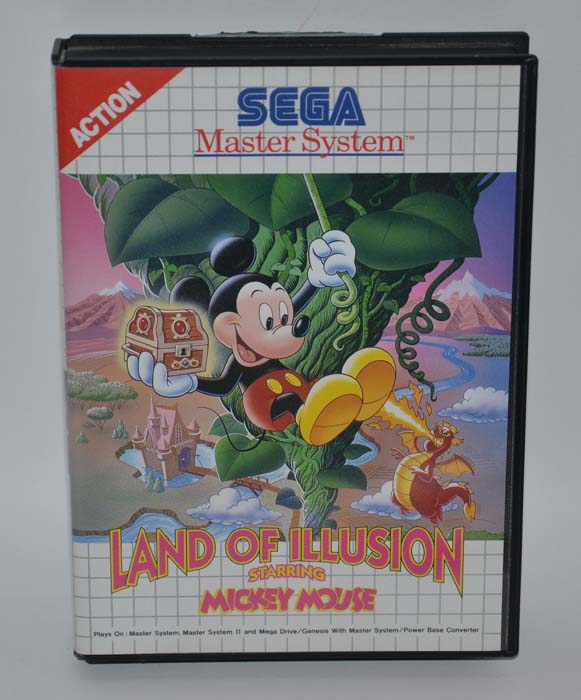 ACTION
SEGA
Master System™
LAND OF ILLUSION
STARRING
MICKEY MOUSE
Plays On : Master System, Master System II and Mega Drive/Genesis With Master System/Power Base Converter